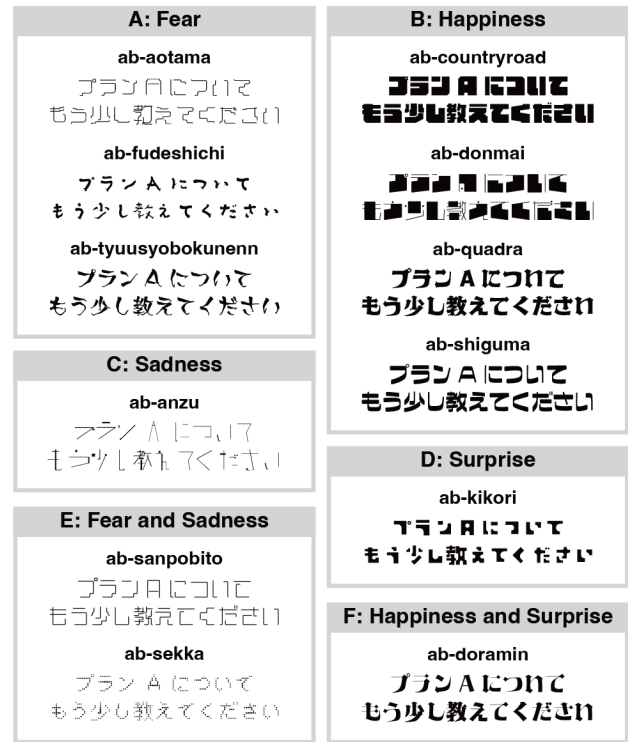 A: Fear
ab-aotama
プランAについて
もう少し教えてください
ab-fudeshichi
プランAについて
もう少し教えてください
ab-tyuusyobokunenn
プランAについて
もう少し教えてください
C: Sadness
ab-anzu
プランAについて
もう少し教えてください
E: Fear and Sadness
ab-sanpobito
プランAについて
もう少し教えてください
ab-sekka
プランAについて
もう少し教えてください
B: Happiness
ab-countryroad
プランAについて
もう少し教えてください
ab-donmai
プランAについて
もう少し教えてください
ab-quadra
プランAについて
もう少し教えてください
ab-shiguma
プランAについて
もう少し教えてください
D: Surprise
ab-kikori
プランAについて
もう少し教えてください
F: Happiness and Surprise
ab-doramin
プランAについて
もう少し教えてください